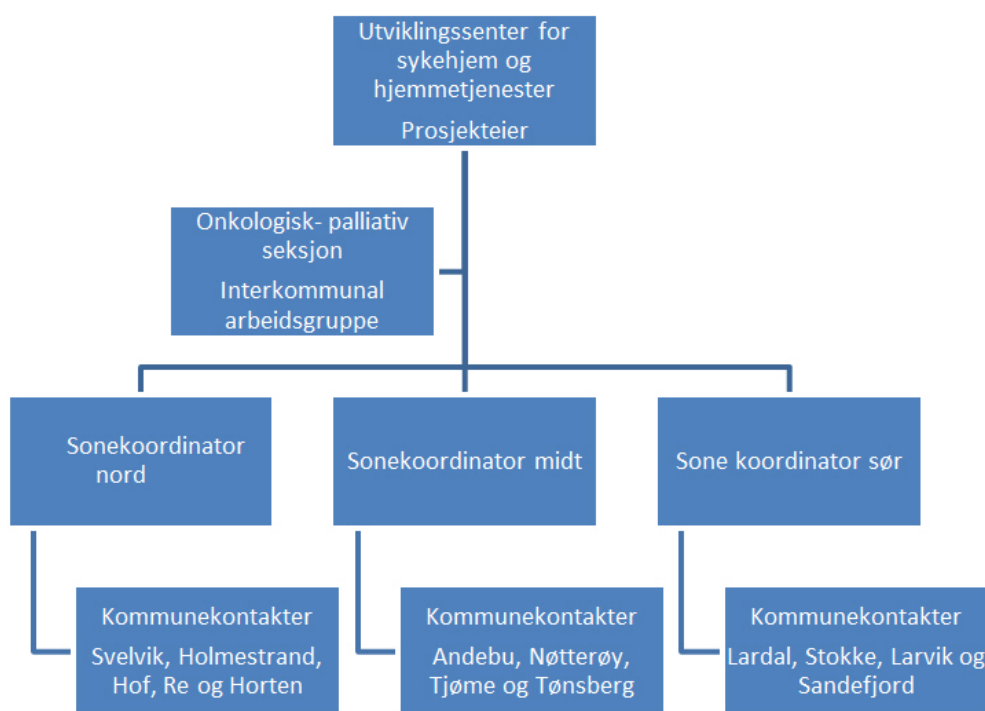 Utviklingssenter for
sykehjem og
hjemmetjenester
Prosjekteier
Onkologisk- palliativ
seksjon
Interkommunal
arbeidsgruppe
Sonekoordinator
nord
Sonekoordinator midt
Sone koordinator sør
Kommunekontakter
Svelvik, Holmestrand,
Hof, Re og Horten
Kommunekontakter
Andebu, Nøtterøy,
Tjøme og Tønsberg
Kommunekontakter
Lardal, Stokke, Larvik og
Sandefjord